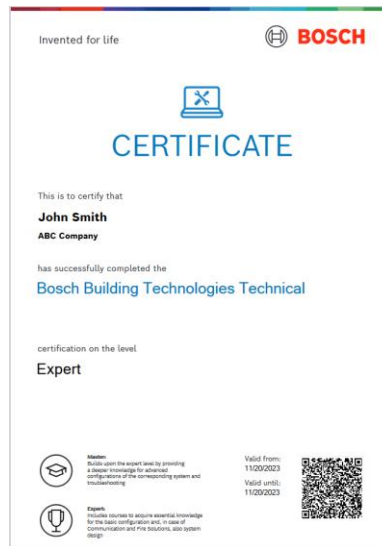 Invented for life
BOSCH
CERTIFICATE
This is to certify that
John Smith
ABC Company
has successfully completed the
Bosch Building Technologies Technical
certification on the level
Expert
Master:
Builds upon the expert level by providing
a deeper knowledge for advanced
configurations of the corresponding system and
troubleshooting
Valid from:
11/20/2023
Valid until:
11/20/2023
Expert:
Includes courses to acquire essential knowledge
for the basic configuration and, in case of
Communication and Fire Solutions, also system
design